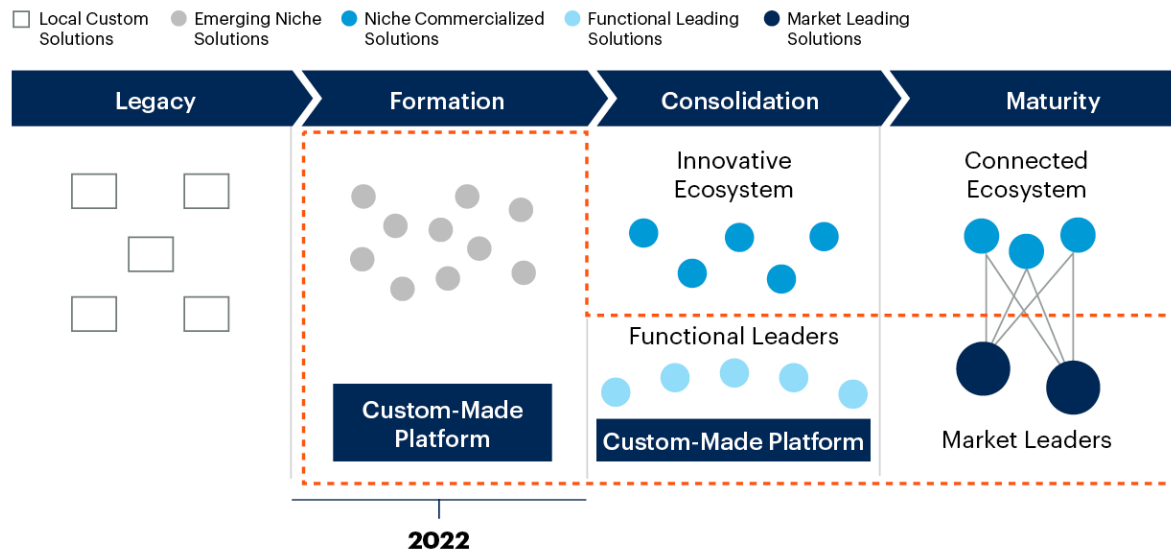 Local Custom
Solutions
Emerging Niche
Solutions
Niche Commercialized
Solutions
Functional Leading
Solutions
Market Leading
Solutions
Legacy
Formation
Consolidation
Maturity
Innovative
Ecosystem
Connected
Ecosystem
Functional Leaders
Custom-Made
Platform
Custom-Made Platform
Market Leaders
2022